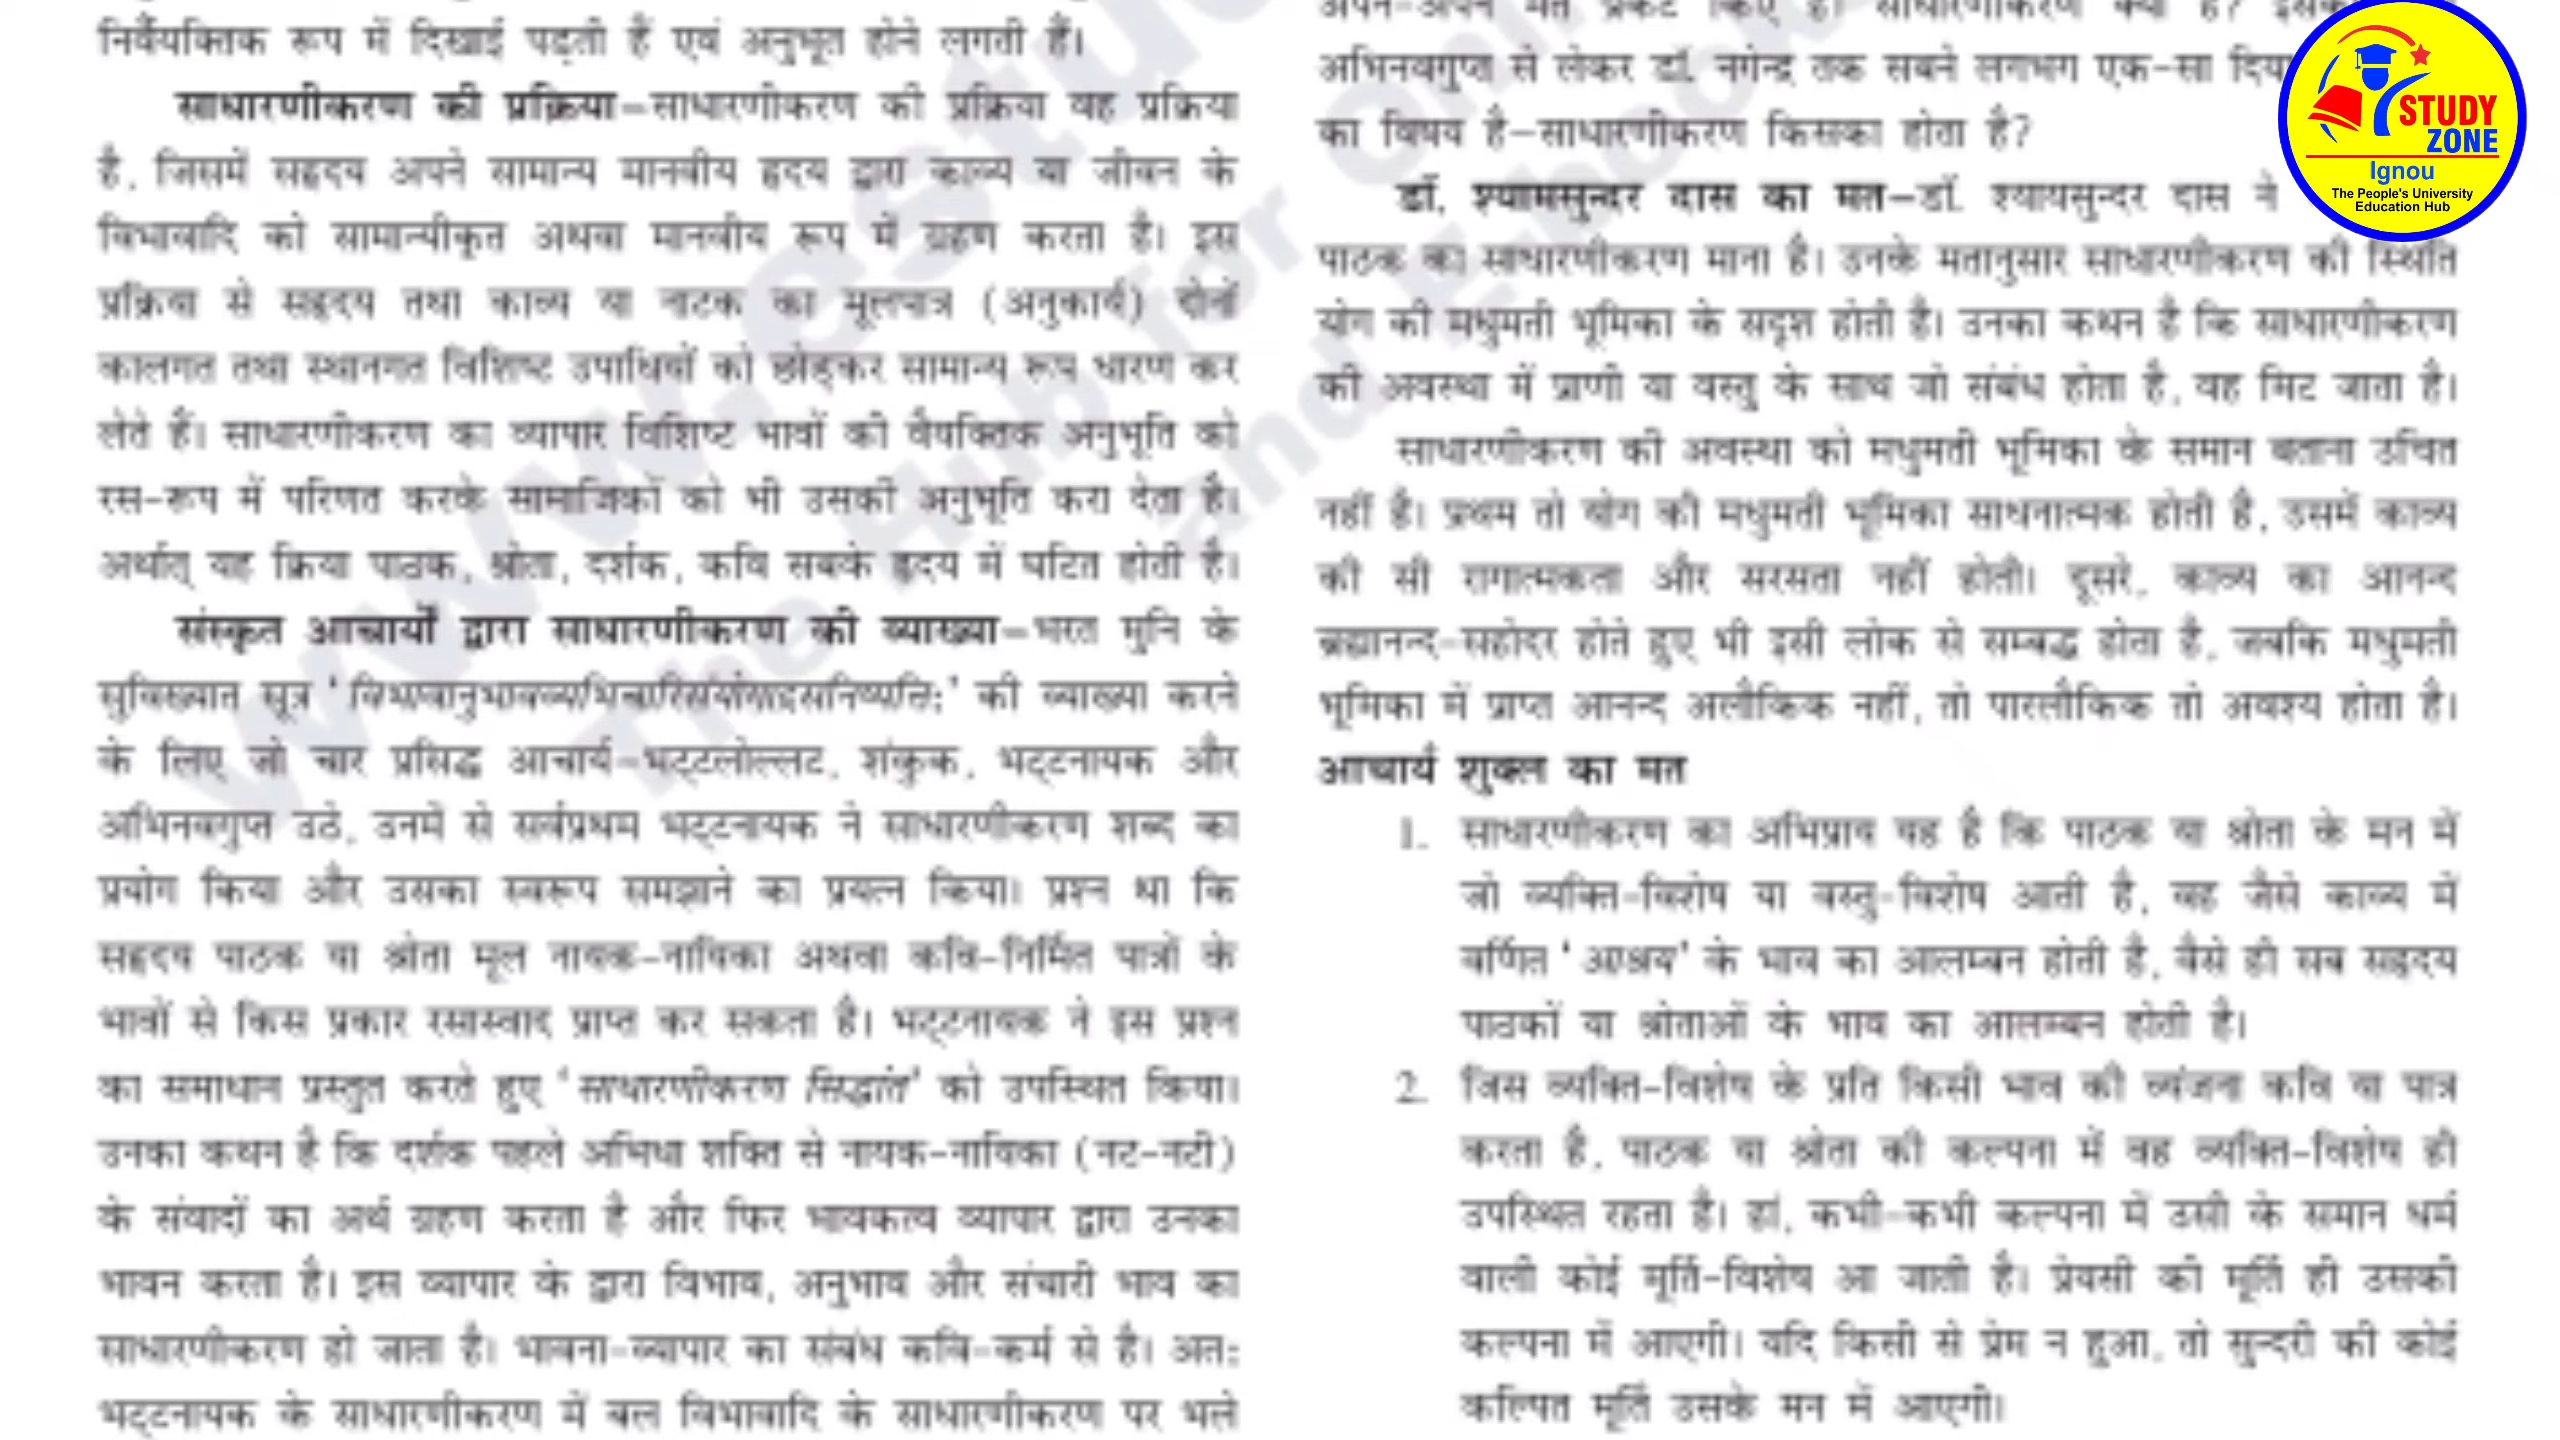 निर्वैयक्तिक रूप में दिखाई पड़ती हैं एवं अनुभूत होने लगती हैं।
साधारणीकरण की प्रक्रिया–साधारणीकरण की प्रक्रिया वह प्रक्रिया
है, जिसमें सहृदय अपने सामान्य मानवीय हृदय द्वारा काव्य या जीवन के
विभावादि को सामान्यीकृत अथवा मानवीय रूप में ग्रहण करता है। इस
प्रक्रिया से सहृदय तथा काव्य या नाटक का मूलपात्र (अनुकार्य) दोनों
कालगत तथा स्थानगत विशिष्ट उपाधियों को छोड़कर सामान्य रूप धारण कर
लेते हैं। साधारणीकरण का व्यापार विशिष्ट भावों की वैयक्तिक अनुभूति को
रस-रूप में परिणत करके सामाजिकों को भी उसकी अनुभूति करा देता है।
अर्थात् यह क्रिया पाठक, श्रोता, दर्शक, कवि सबके हृदय में घटित होती है।
संस्कृत आचार्यों द्वारा साधारणीकरण की व्याख्या–भरत मुनि के
सुविख्यात सूत्र 'विभावानुभावव्यभिचारिसंयोगाद्रसनिष्पत्ति:' की व्याख्या करने
के लिए जो चार प्रसिद्ध आचार्य–भट्टलोल्लट, शंकुक, भट्टनायक और
अभिनवगुप्त उठे, उनमें से सर्वप्रथम भट्टनायक ने साधारणीकरण शब्द का
प्रयोग किया और उसका स्वरूप समझाने का प्रयत्न किया। प्रश्न था कि
सहृदय पाठक या श्रोता मूल नायक-नायिका अथवा कवि-निर्मित पात्रों के
भावों से किस प्रकार रसास्वाद प्राप्त कर सकता है। भट्टनायक ने इस प्रश्न
का समाधान प्रस्तुत करते हुए 'साधारणीकरण सिद्धांत' को उपस्थित किया।
उनका कथन है कि दर्शक पहले अभिधा शक्ति से नायक-नायिका (नट-नटी)
के संवादों का अर्थ ग्रहण करता है और फिर भावकत्व व्यापार द्वारा उनका
भावन करता है। इस व्यापार के द्वारा विभाव, अनुभाव और संचारी भाव का
साधारणीकरण हो जाता है। भावना-व्यापार का संबंध कवि-कर्म से है। अत:
भट्टनायक के साधारणीकरण में बल विभावादि के साधारणीकरण पर भले
अपने-अपने मत प्रकट किए हैं। साधारणीकरण क्या है?
अभिनवगुप्ता से लेकर डॉ. नगेन्द्र तक सबने लगभग एक-सा
का विषय है–साधारणीकरण किसका होता है?
डॉ. श्यामसुन्दर दास का मत–डॉ. श्यायसुन्दर दास ने
पाठक का साधारणीकरण माना है। उनके मतानुसार साधारणीकरण की स्थिति
योग की मधुमती भूमिका के सदृश होती है। उनका कथन है कि साधारणीकरण
की अवस्था में प्राणी या वस्तु के साथ जो संबंध होता है, वह मिट जाता है।
साधारणीकरण की अवस्था को मधुमती भूमिका के समान बताना उचित
नहीं है। प्रथम तो योग की मधुमती भूमिका साधनात्मक होती है, उसमें काव्य
की सी रागात्मकता और सरसता नहीं होती। दूसरे, काव्य का आनन्द
ब्रह्मानन्द-सहोदर होते हुए भी इसी लोक से सम्बद्ध होता है, जबकि मधुमती
भूमिका में प्राप्त आनन्द अलौकिक नहीं, तो पारलौकिक तो अवश्य होता है।
आचार्य शुक्ल का मत
1. साधारणीकरण का अभिप्राय यह है कि पाठक या श्रोता के मन में
जो व्यक्ति-विशेष या वस्तु-विशेष आती है, वह जैसे काव्य में
वर्णित 'आश्रय' के भाव का आलम्बन होती है, वैसे ही सब सहृदय
पाठकों या श्रोताओं के भाव का आलम्बन होती है।
2. जिस व्यक्ति-विशेष के प्रति किसी भाव की व्यंजना कवि या पात्र
करता है, पाठक या श्रोता की कल्पना में वह व्यक्ति-विशेष ही
उपस्थित रहता है। हां, कभी-कभी कल्पना में उसी के समान धर्म
वाली कोई मूर्ति-विशेष आ जाती है। प्रेयसी की मूर्ति ही उसकी
कल्पना में आएगी। यदि किसी से प्रेम न हुआ, तो सुन्दरी की कोई
कल्पित मूर्ति उसके मन में आएगी।
STUDY
ZONE
Ignou
The People's University
Education Hub